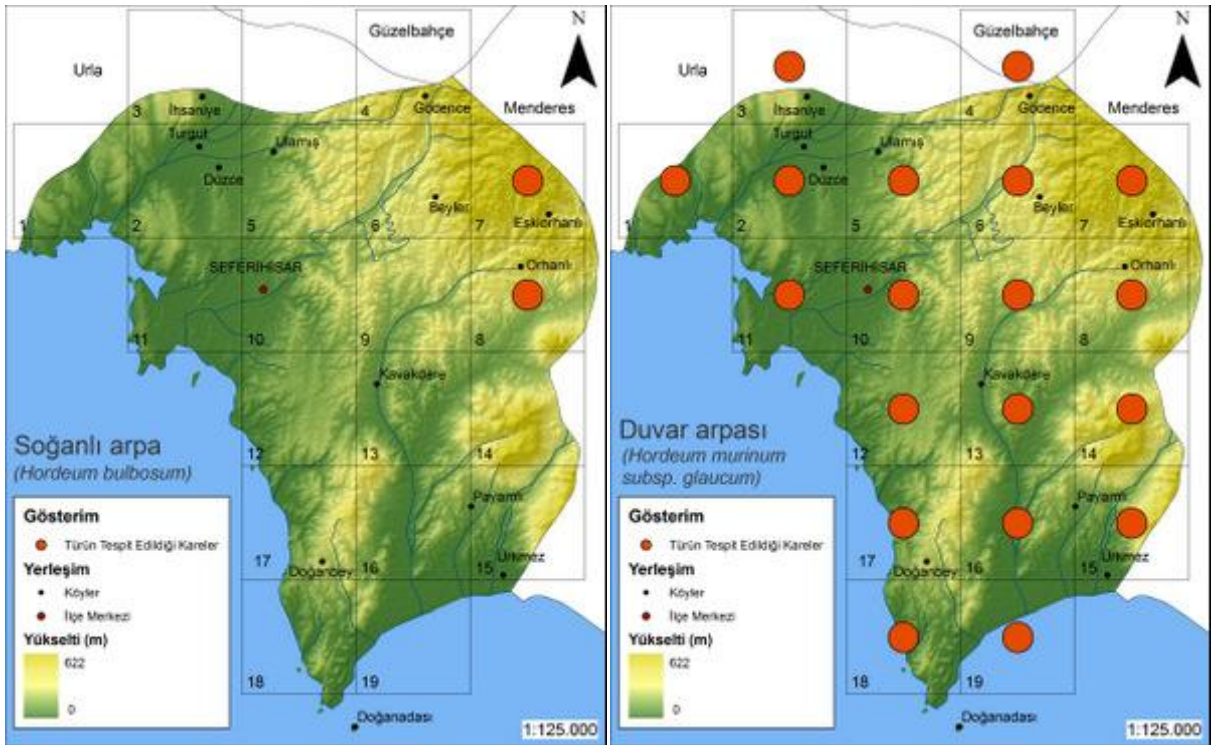 N
Güzelbahçe
Urla
Menderes
3
4
İhsaniye
Gödence
Turgut
Ulamış
Düzce
Beyler
Eskiorhanlı
1
2
5
6
7
SEFERİHİSAR
Orhanlı
11
10
9
8
Kavakdere
Soğanlı arpa
(Hordeum bulbosum)
12
13
14
Payamlı
Gösterim
Türün Tespit Edildiği Kareler
Yerleşim
Köyler
İlçe Merkezi
Yükselti (m)
622
0
Doğanbey
Ürkmez
17
16
15
18
19
Doğanadası
1:125.000
N
Güzelbahçe
Urla
Menderes
3
4
İhsaniye
Gödence
Turgut
Ulamış
Düzce
Beyler
Eskiorhanlı
1
2
5
6
7
SEFERİHİSAR
Orhanlı
11
10
9
8
Kavakdere
Duvar arpası
(Hordeum murinum
subsp. glaucum)
12
13
14
Payamlı
Gösterim
Türün Tespit Edildiği Kareler
Yerleşim
Köyler
İlçe Merkezi
Yükselti (m)
622
0
Doğanbey
Ürkmez
17
16
15
18
19
Doğanadası
1:125.000